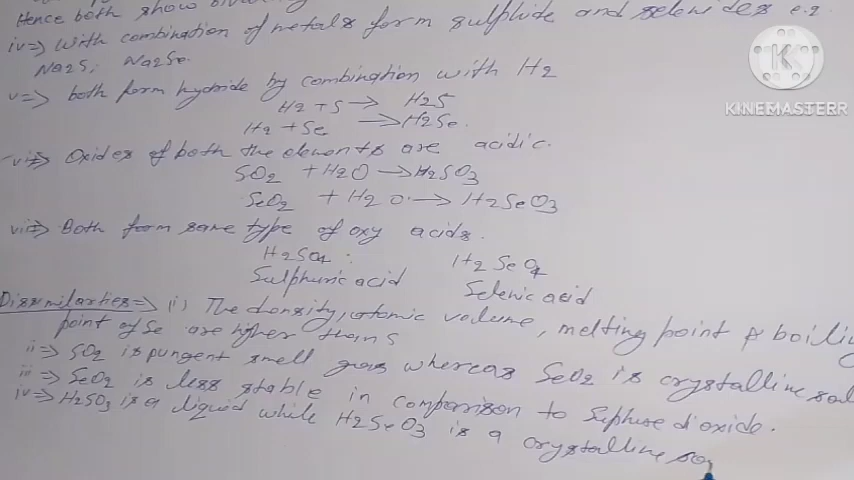 Hence both show
iv⇒ With combination of metals form sulphide and selenides e.g.
Na2S, Na2Se.
v⇒ both form hydride by combination with H2
H2 + S → H2S
H2 + Se → H2Se.
vi⇒ Oxides of both the elements are acidic.
SO2 + H2O → H2SO3
SeO2 + H2O → H2SeO3
vii⇒ Both form same type of oxy acids.
H2SO4 : H2SeO4
Sulphuric acid Selenic acid
Dissimilarties⇒ i) The density, atomic volume, melting point & boiling
point of Se are higher than S
ii⇒ SO2 is pungent smell gas whereas SeO2 is crystalline sol
iii⇒ SeO2 is less stable in comparison to Sulphur dioxide.
iv⇒ H2SO3 is a liquid while H2SeO3 is a crystalline so
K
KINEMASTERR